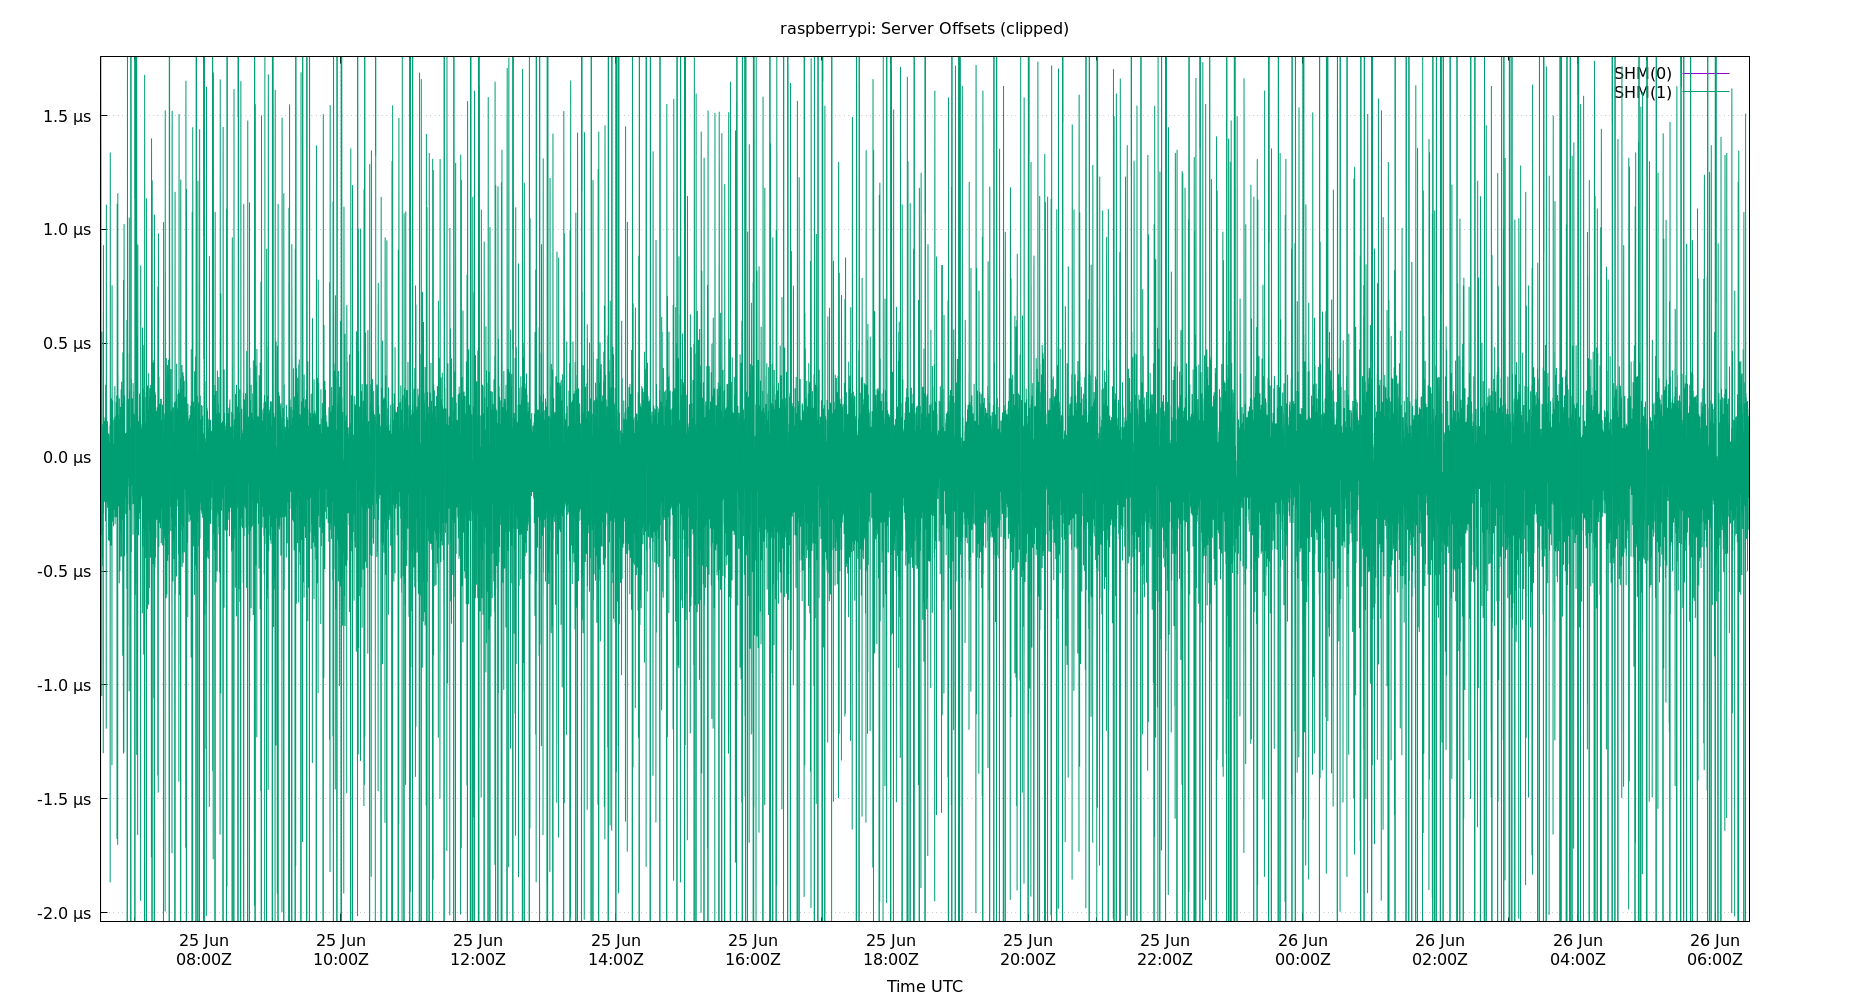 raspberrypi: Server Offsets (clipped)
SHM(0)
SHM(1)
1.5 µs
1.0 µs
0.5 µs
0.0 µs
-0.5 µs
-1.0 µs
-1.5 µs
-2.0 µs
25 Jun 25 Jun 25 Jun 25 Jun 25 Jun 25 Jun 25 Jun 25 Jun 26 Jun 26 Jun 26 Jun 26 Jun
08:00Z 10:00Z 12:00Z 14:00Z 16:00Z 18:00Z 20:00Z 22:00Z 00:00Z 02:00Z 04:00Z 06:00Z
Time UTC